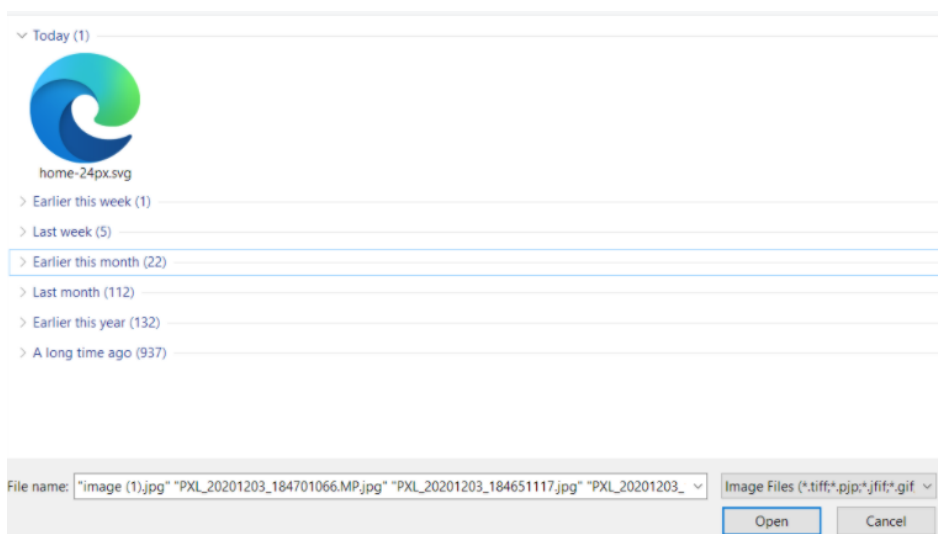 Today (1)
home-24px.svg
Earlier this week (1)
Last week (5)
Earlier this month (22)
Last month (112)
Earlier this year (132)
A long time ago (937)
File name: "image (1).jpg" "PXL_20201203_184701066.MP.jpg" "PXL_20201203_184651117.jpg" "PXL_20201203_ Image Files (*.tiff;*.pjp;*.jfif;*.gif
Open Cancel